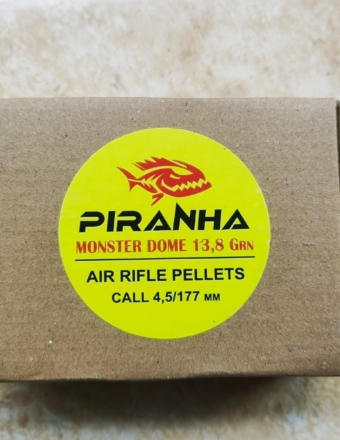 PIRANHA
MONSTER DOME 13,8 GRN
AIR RIFLE PELLETS
CALL 4,5/177 MM